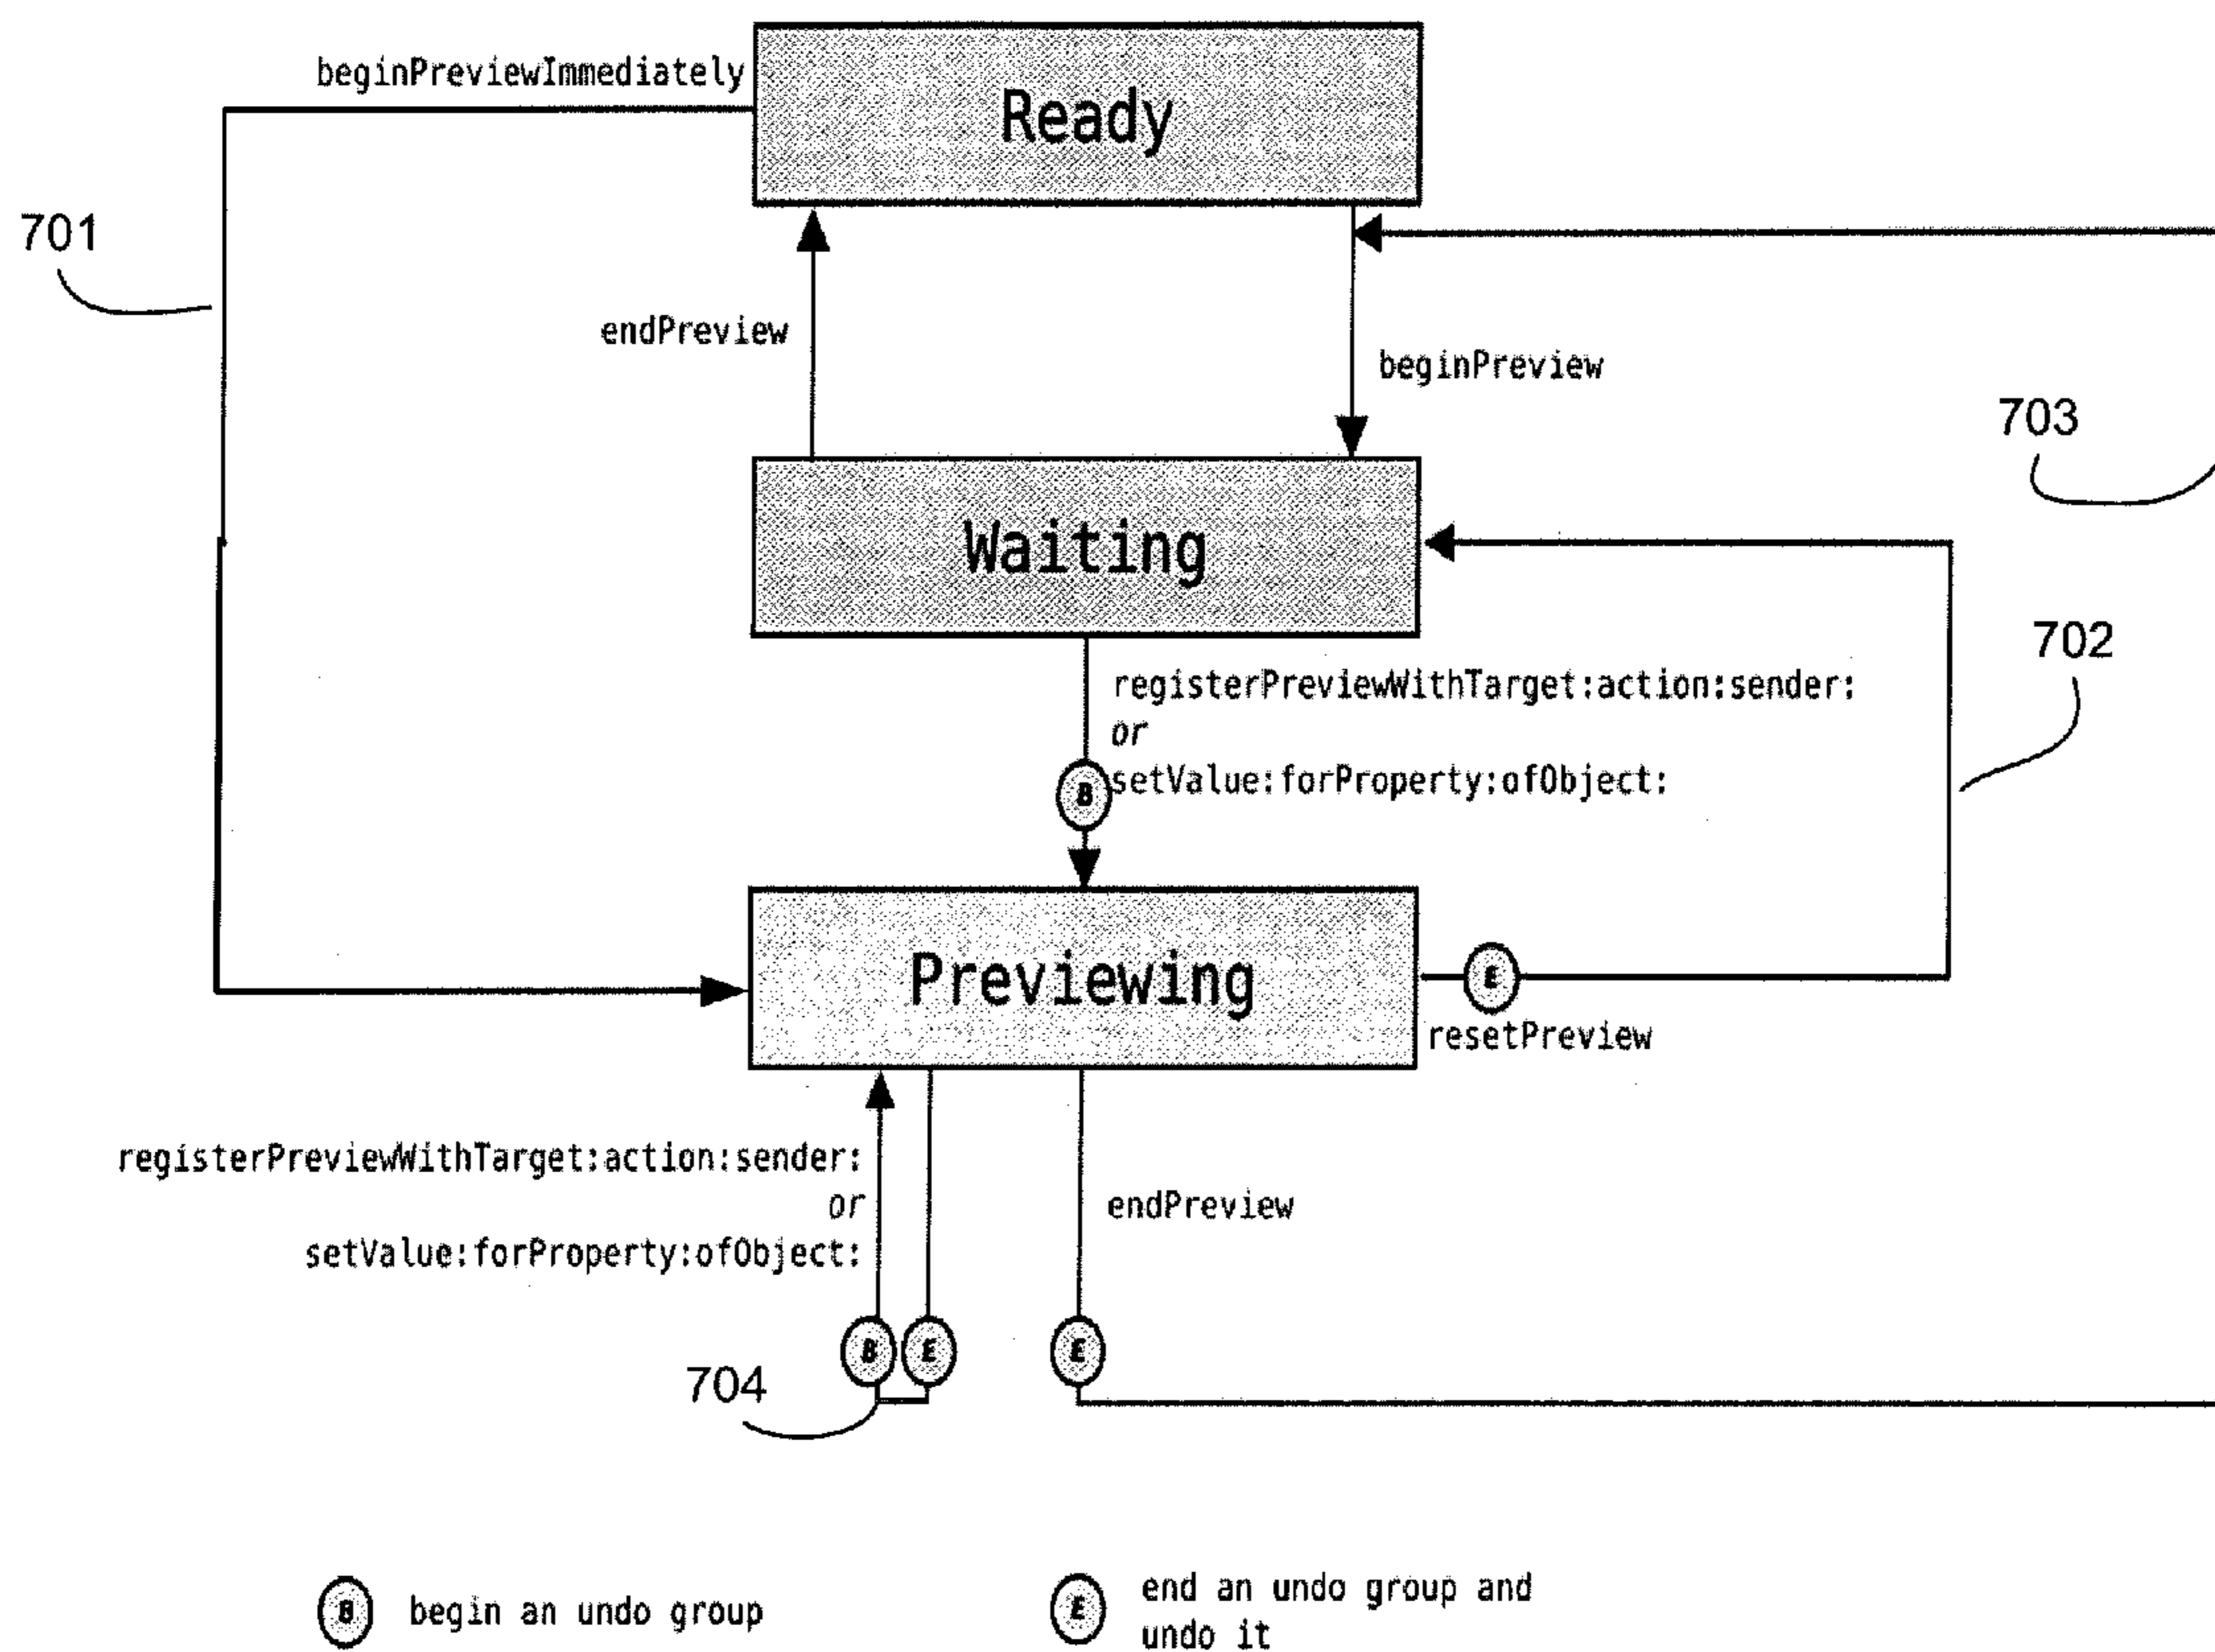 beginPreviewImmediately
Ready
701
endPreview
beginPreview
703
Waiting
702
registerPreviewWithTarget:action:sender:
or
setValue:forProperty:ofObject:
B
Previewing
E
resetPreview
registerPreviewWithTarget:action:sender:
or
setValue:forProperty:ofObject:
endPreview
B E E
704
B begin an undo group
E end an undo group and
undo it